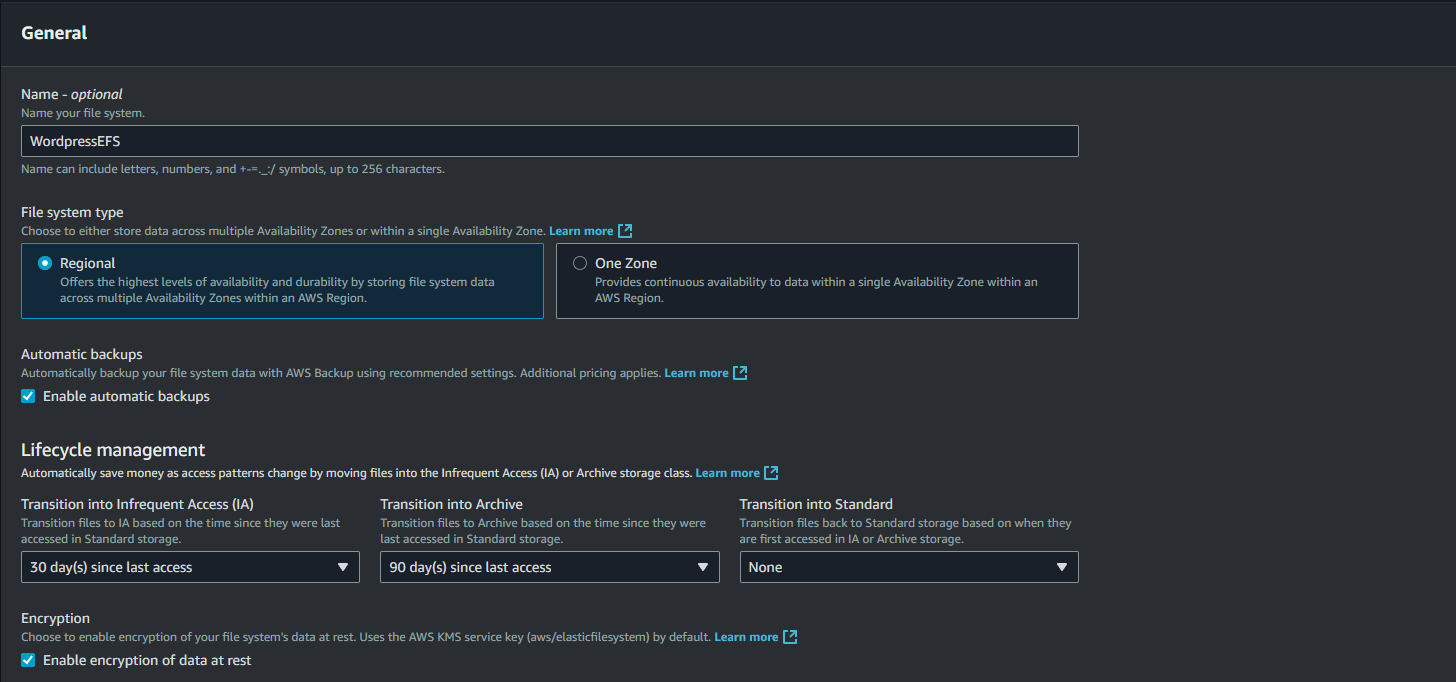 General
Name - optional
Name your file system.
WordpressEFS
Name can include letters, numbers, and +-=._:/ symbols, up to 256 characters.
File system type
Choose to either store data across multiple Availability Zones or within a single Availability Zone. Learn more
Regional
Offers the highest levels of availability and durability by storing file system data
across multiple Availability Zones within an AWS Region.
One Zone
Provides continuous availability to data within a single Availability Zone within an
AWS Region.
Automatic backups
Automatically backup your file system data with AWS Backup using recommended settings. Additional pricing applies. Learn more
Enable automatic backups
Lifecycle management
Automatically save money as access patterns change by moving files into the Infrequent Access (IA) or Archive storage class. Learn more
Transition into Infrequent Access (IA)
Transition files to IA based on the time since they were last
accessed in Standard storage.
30 day(s) since last access
Transition into Archive
Transition files to Archive based on the time since they were
last accessed in Standard storage.
90 day(s) since last access
Transition into Standard
Transition files back to Standard storage based on when they
are first accessed in IA or Archive storage.
None
Encryption
Choose to enable encryption of your file system's data at rest. Uses the AWS KMS service key (aws/elasticfilesystem) by default. Learn more
Enable encryption of data at rest